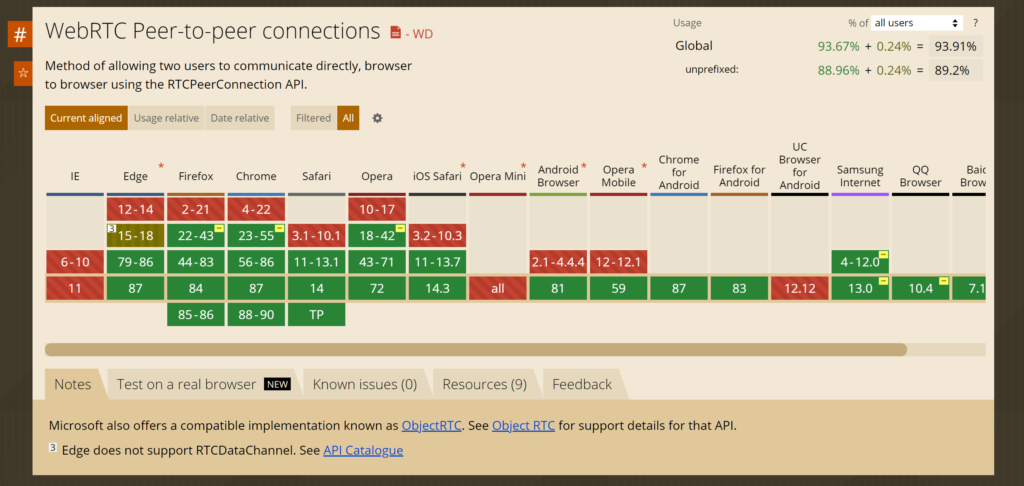 #
WebRTC Peer-to-peer connections - WD
☆
Method of allowing two users to communicate directly, browser
to browser using the RTCPeerConnection API.
Usage % of all users ?
Global 93.67% + 0.24% = 93.91%
unprefixed: 88.96% + 0.24% = 89.2%
Current aligned Usage relative Date relative Filtered All
IE Edge * Firefox Chrome Safari Opera iOS Safari * Opera Mini * Android Browser * Opera Mobile * Chrome for Android Firefox for Android UC Browser for Android Samsung Internet QQ Browser Baid Brow
12-14 2-21 4-22 10-17
3 15-18 22-43 23-55 3.1-10.1 18-42 3.2-10.3
6-10 79-86 44-83 56-86 11-13.1 43-71 11-13.7 2.1-4.4.4 12-12.1 4-12.0
11 87 84 87 14 72 14.3 all 81 59 87 83 12.12 13.0 10.4 7.1
85-86 88-90 TP
Notes Test on a real browser NEW Known issues (0) Resources (9) Feedback
Microsoft also offers a compatible implementation known as ObjectRTC. See Object RTC for support details for that API.
3 Edge does not support RTCDataChannel. See API Catalogue